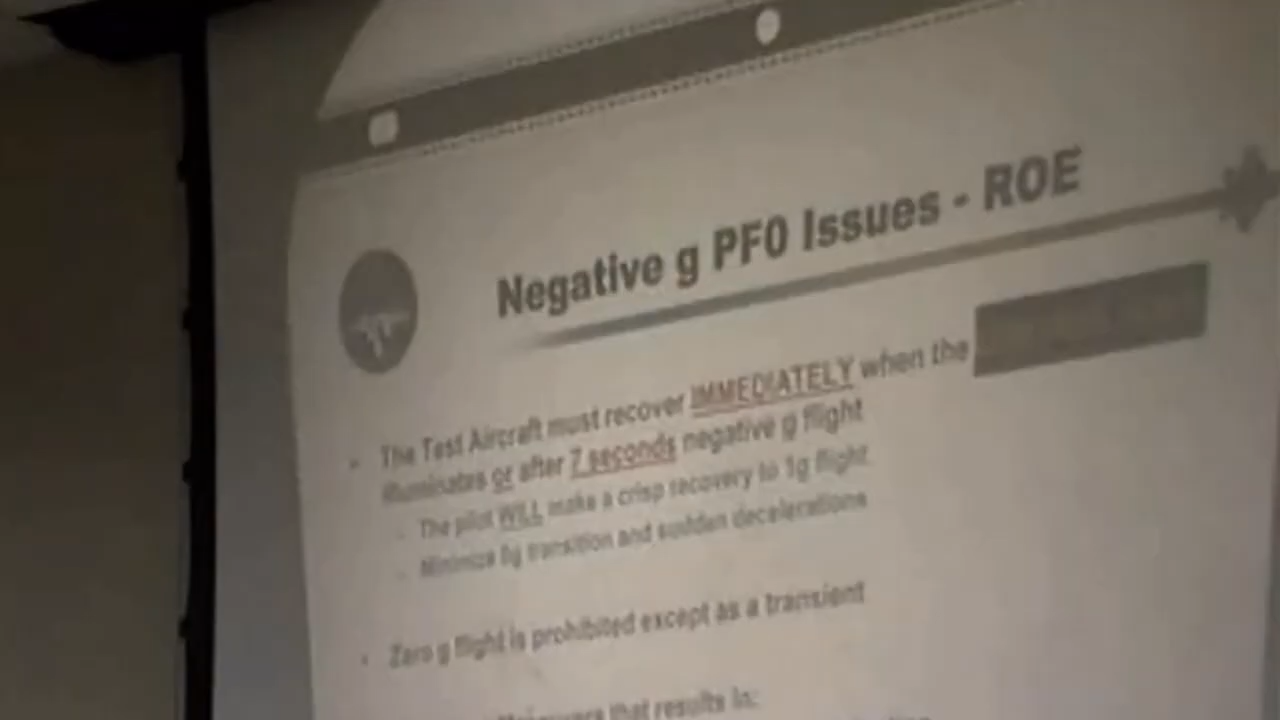 Negative g PFO Issues - ROE
The Test Aircraft must recover IMMEDIATELY when the
illuminates or after 7 seconds negative g flight
The pilot WILL make a crisp recovery to 1g flight
Minimize 0g transition and sudden decelerations
Zero g flight is prohibited except as a transient
that results in: